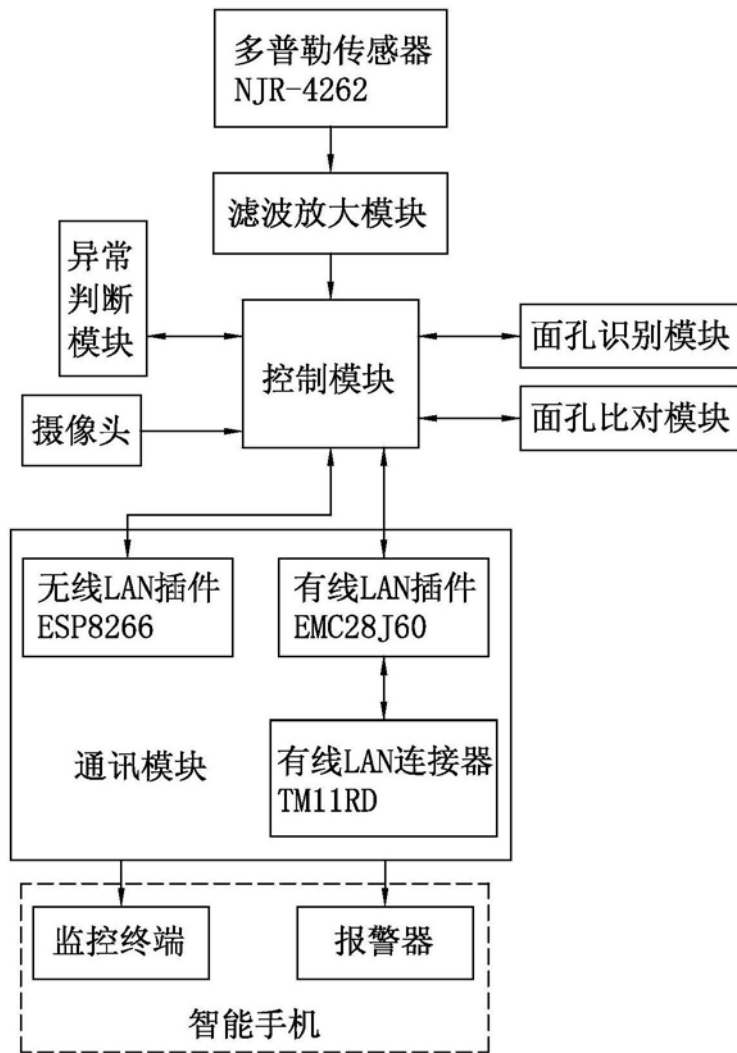 多普勒传感器
NJR-4262
滤波放大模块
异常
判断
模块
控制模块
面孔识别模块
摄像头
面孔比对模块
无线LAN插件
ESP8266
有线LAN插件
EMC28J60
通讯模块
有线LAN连接器
TM11RD
监控终端
报警器
智能手机